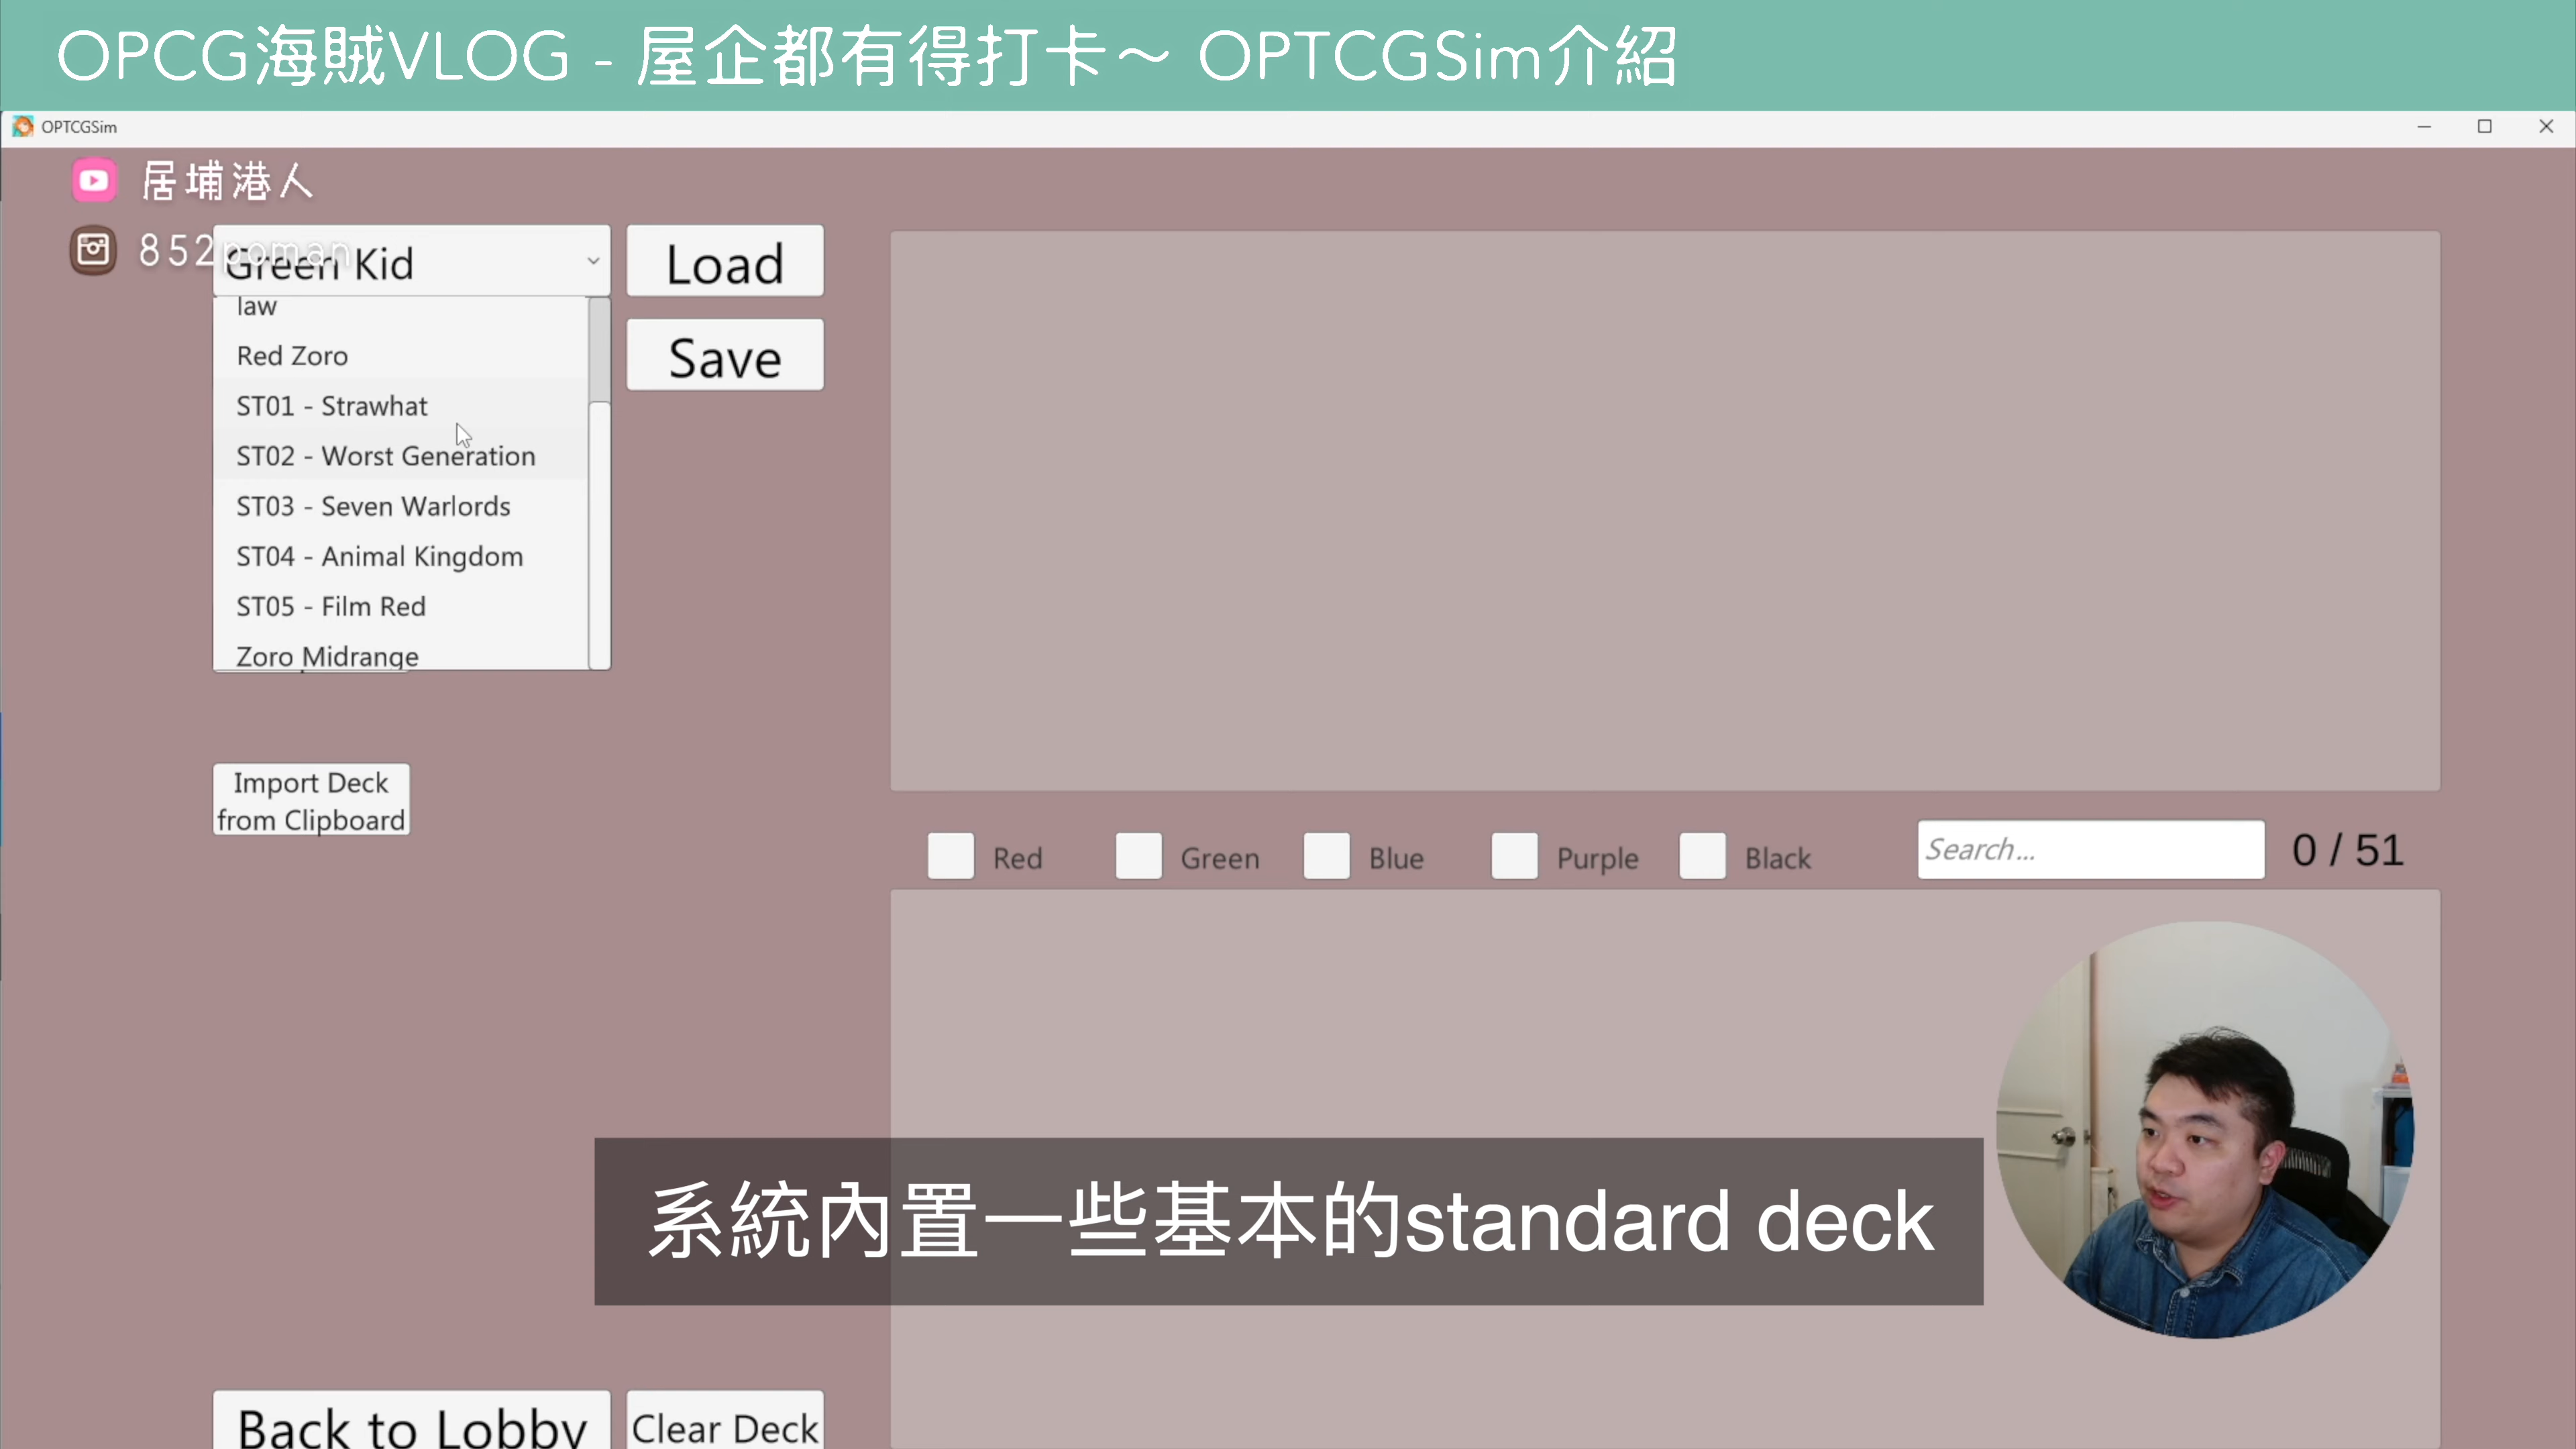 OPCG海賊VLOG - 屋企都有得打卡～ OPTCGSim介紹
OPTCGSim
居埔港人
852poman
Green Kid
Load
law
Red Zoro
Save
ST01 - Strawhat
ST02 - Worst Generation
ST03 - Seven Warlords
ST04 - Animal Kingdom
ST05 - Film Red
Zoro Midrange
Import Deck
from Clipboard
Red
Green
Blue
Purple
Black
Search...
0 / 51
系統內置一些基本的standard deck
Back to Lobby
Clear Deck